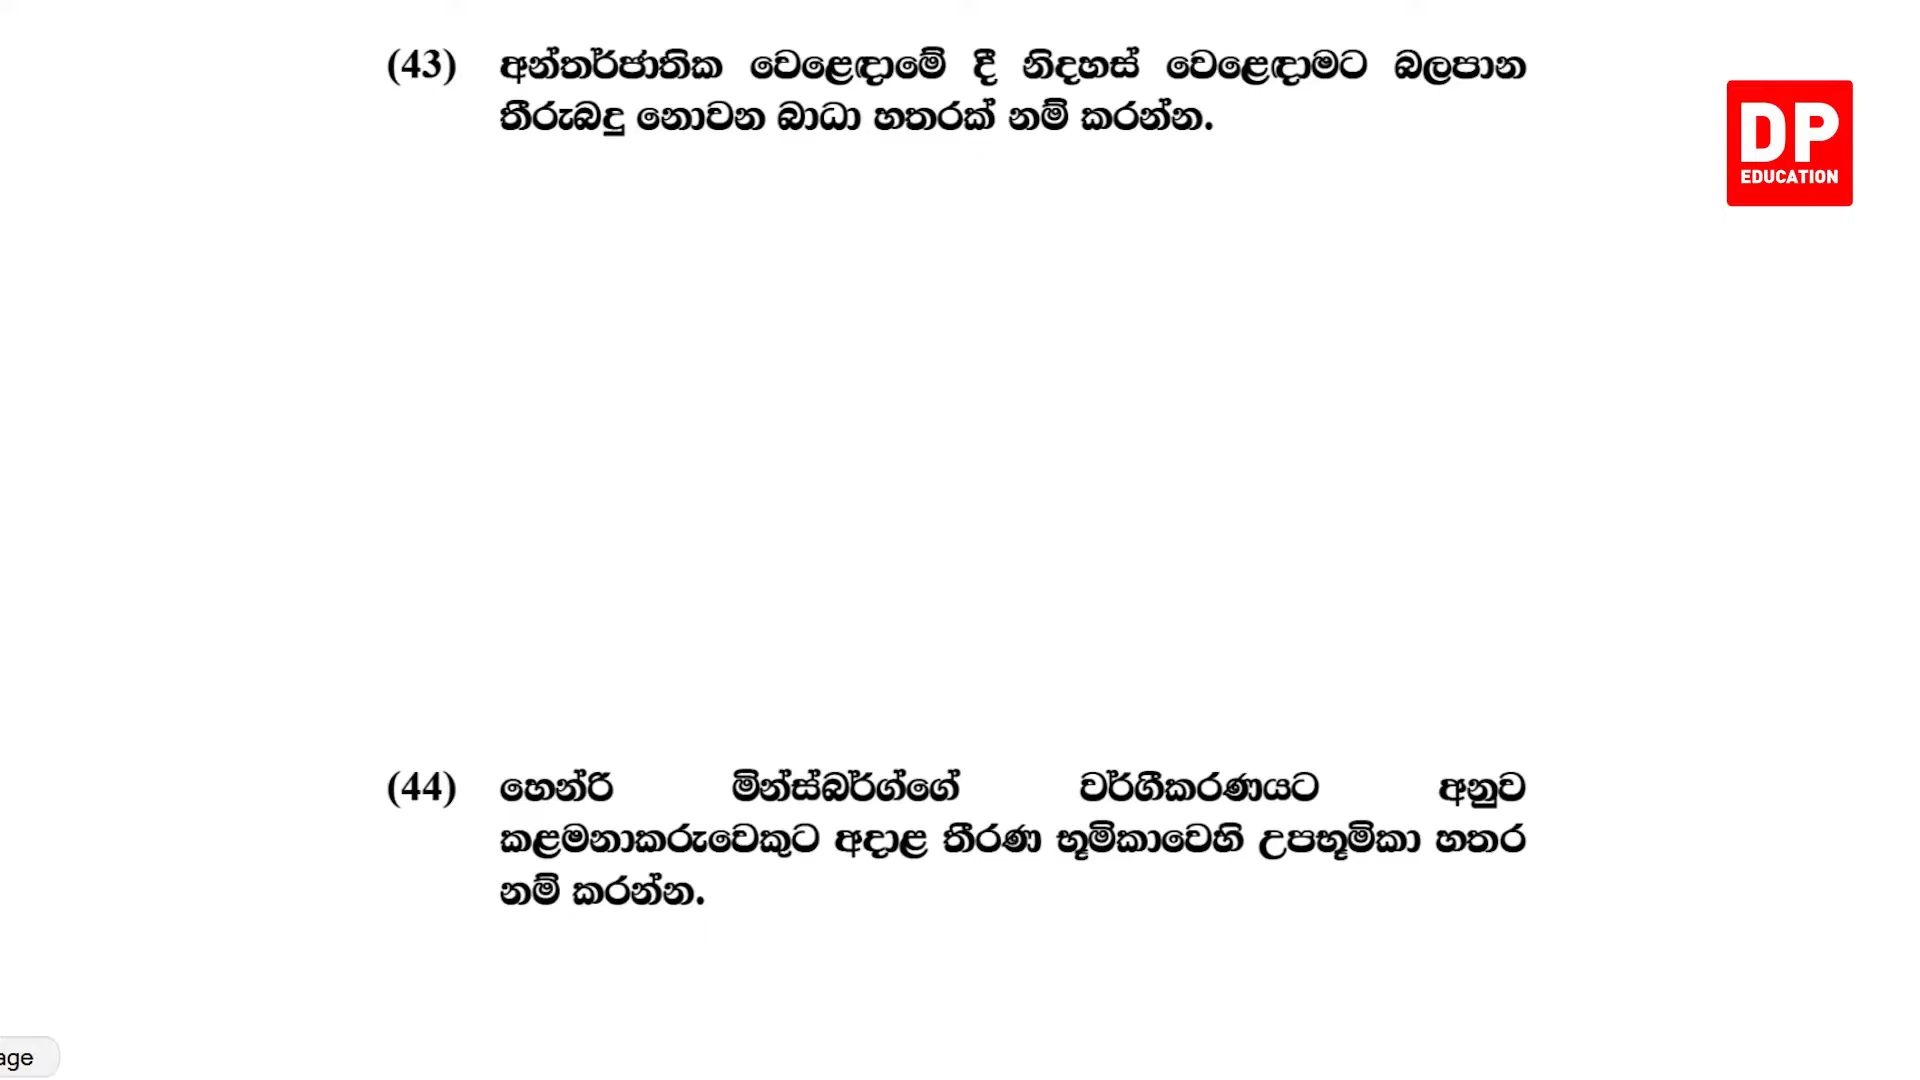 (43) අන්තර්ජාතික වෙළෙඳාමේ දී නිදහස් වෙළෙඳාමට බලපාන
තීරුබදු නොවන බාධා හතරක් නම් කරන්න.
DP
EDUCATION
(44) හෙන්රි මින්ස්බර්ග්ගේ වර්ගීකරණයට අනුව
කළමනාකරුවෙකුට අදාළ තීරණ භූමිකාවෙහි උපභූමිකා හතර
නම් කරන්න.
age